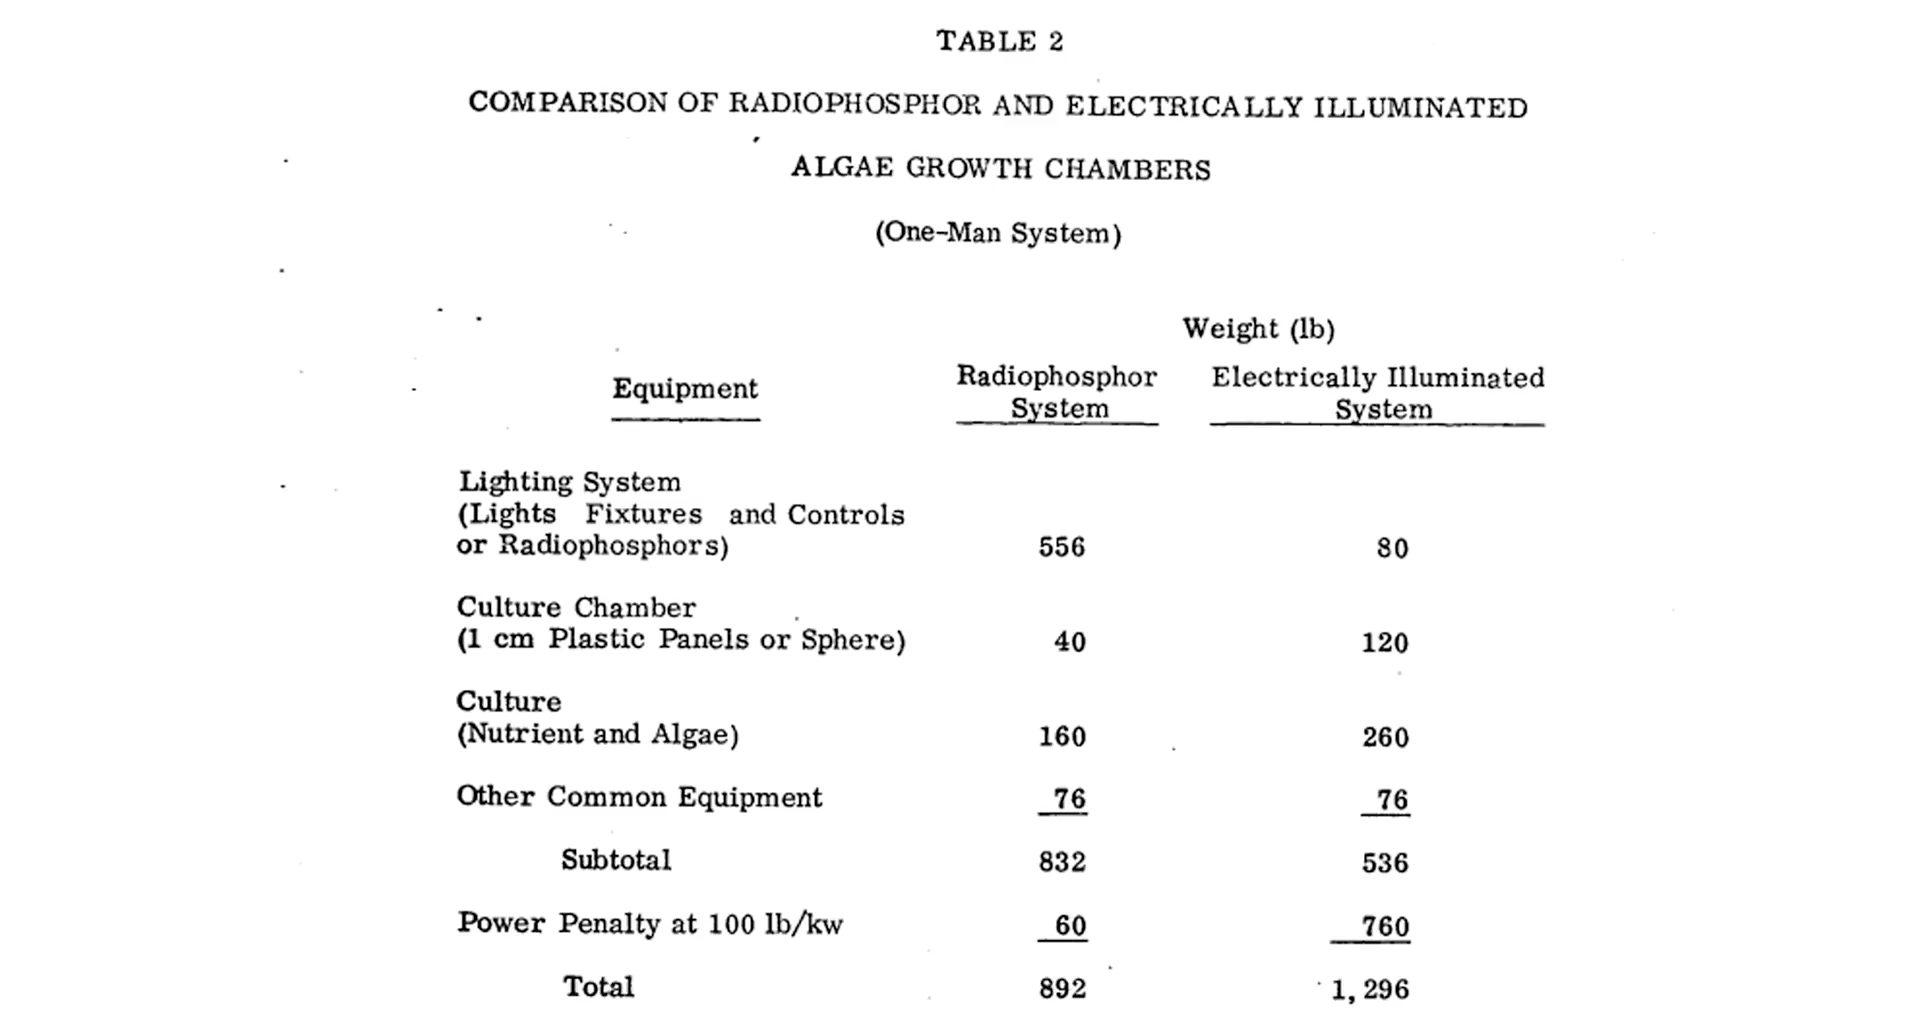 TABLE 2
COMPARISON OF RADIOPHOSPHOR AND ELECTRICALLY ILLUMINATED
ALGAE GROWTH CHAMBERS
(One-Man System)
Weight (lb)
Equipment Radiophosphor System Electrically Illuminated System
Lighting System
(Lights Fixtures and Controls
or Radiophosphors) 556 80
Culture Chamber
(1 cm Plastic Panels or Sphere) 40 120
Culture
(Nutrient and Algae) 160 260
Other Common Equipment 76 76
Subtotal 832 536
Power Penalty at 100 lb/kw 60 760
Total 892 1,296